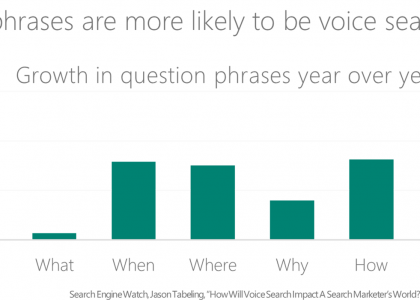 phrases are more likely to be voice sea
Growth in question phrases year over ye
What When Where Why How
Search Engine Watch, Jason Tabeling, "How Will Voice Search Impact A Search Marketer's World?